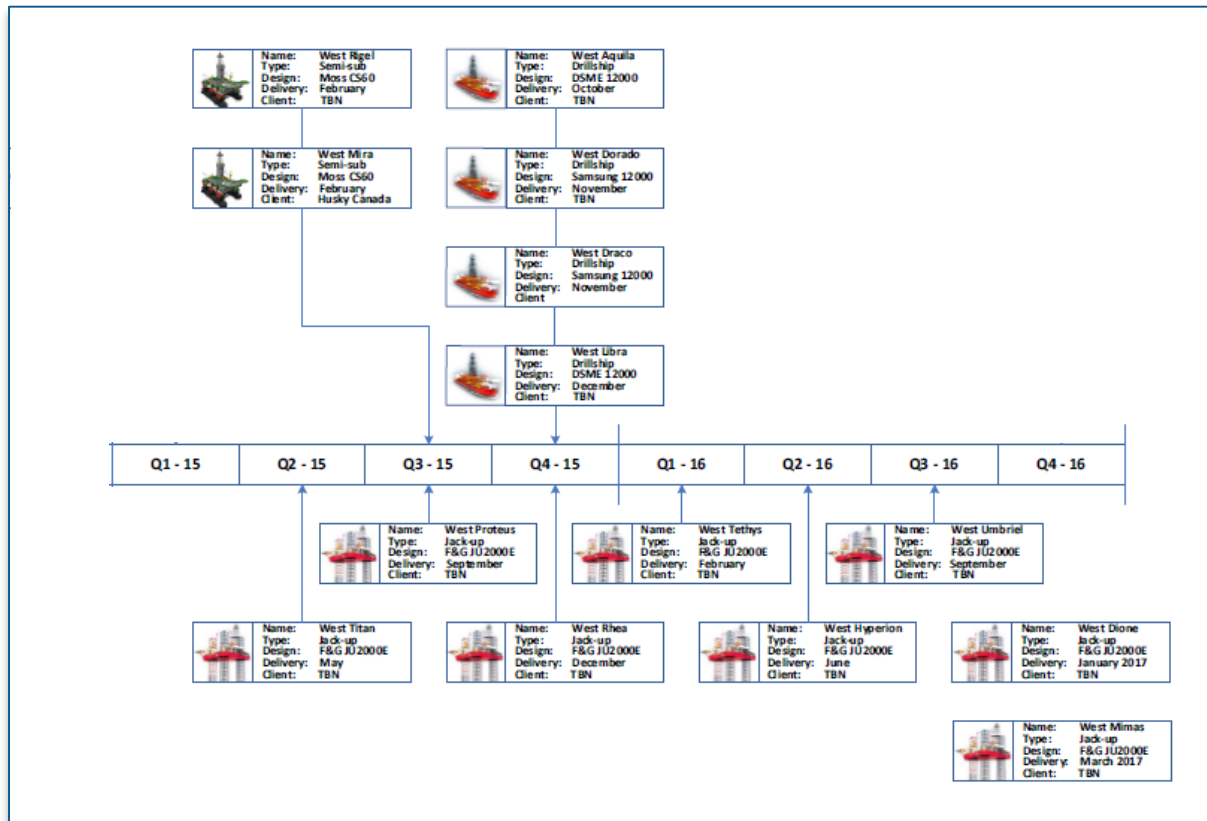 Name: West Rigel
Type: Semi-sub
Design: Moss CS60
Delivery: February
Client: TBN
Name: West Aquila
Type: Drillship
Design: DSME 12000
Delivery: October
Client: TBN
Name: West Mira
Type: Semi-sub
Design: Moss CS60
Delivery: February
Client: Husky Canada
Name: West Dorado
Type: Drillship
Design: Samsung 12000
Delivery: November
Client: TBN
Name: West Draco
Type: Drillship
Design: Samsung 12000
Delivery: November
Client
Name: West Libra
Type: Drillship
Design: DSME 12000
Delivery: December
Client: TBN
Q1 - 15 Q2 - 15 Q3 - 15 Q4 - 15 Q1 - 16 Q2 - 16 Q3 - 16 Q4 - 16
Name: West Proteus
Type: Jack-up
Design: F&G JU2000E
Delivery: September
Client: TBN
Name: West Tethys
Type: Jack-up
Design: F&G JU2000E
Delivery: February
Client: TBN
Name: West Umbriel
Type: Jack-up
Design: F&G JU2000E
Delivery: September
Client: TBN
Name: West Titan
Type: Jack-up
Design: F&G JU2000E
Delivery: May
Client: TBN
Name: West Rhea
Type: Jack-up
Design: F&G JU2000E
Delivery: December
Client: TBN
Name: West Hyperion
Type: Jack-up
Design: F&G JU2000E
Delivery: June
Client: TBN
Name: West Dione
Type: Jack-up
Design: F&G JU2000E
Delivery: January 2017
Client: TBN
Name: West Mimas
Type: Jack-up
Design: F&G JU2000E
Delivery: March 2017
Client: TBN